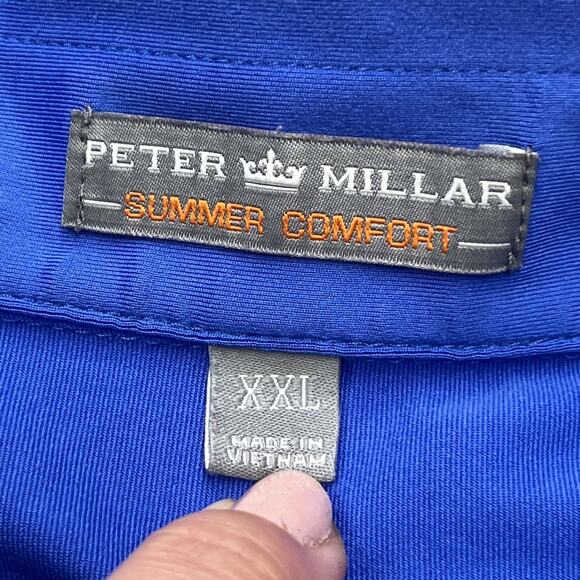 PETER MILLAR
SUMMER COMFORT
XXL
MADE IN
VIETNAM